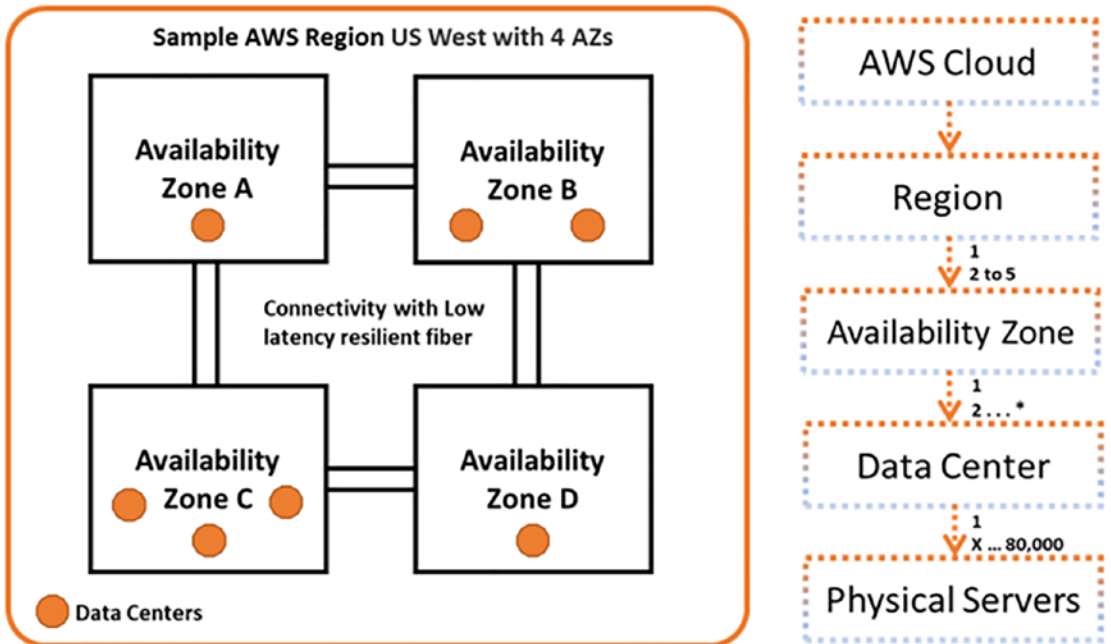 Sample AWS Region US West with 4 AZs
Availability
Zone A
Availability
Zone B
Connectivity with Low
latency resilient fiber
Availability
Zone C
Availability
Zone D
Data Centers
AWS Cloud
Region
1
2 to 5
Availability Zone
1
2 . . . *
Data Center
1
X ... 80,000
Physical Servers